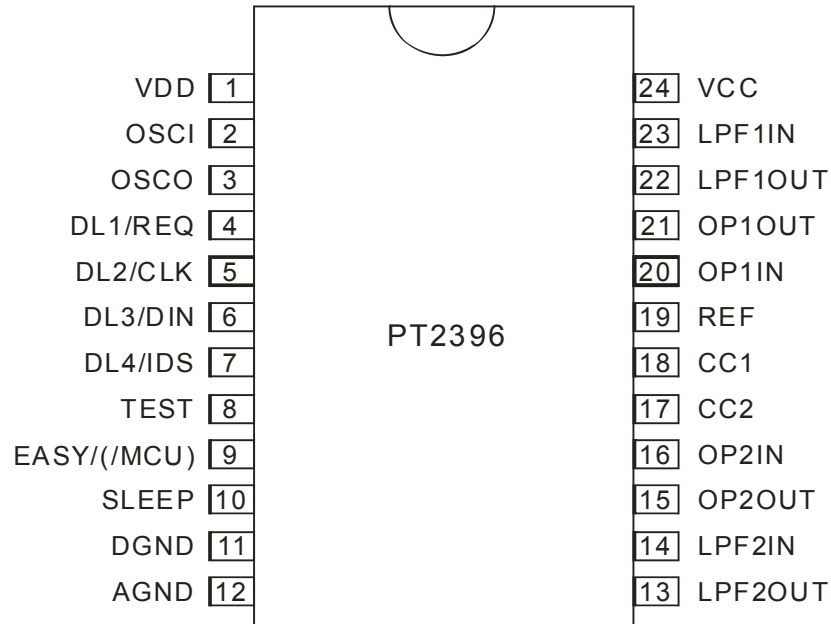 VDD 1 24 VCC
OSCI 2 23 LPF1IN
OSCO 3 22 LPF1OUT
DL1/REQ 4 21 OP1OUT
DL2/CLK 5 20 OP1IN
DL3/DIN 6 19 REF
PT2396
DL4/IDS 7 18 CC1
TEST 8 17 CC2
EASY/(/MCU) 9 16 OP2IN
SLEEP 10 15 OP2OUT
DGND 11 14 LPF2IN
AGND 12 13 LPF2OUT